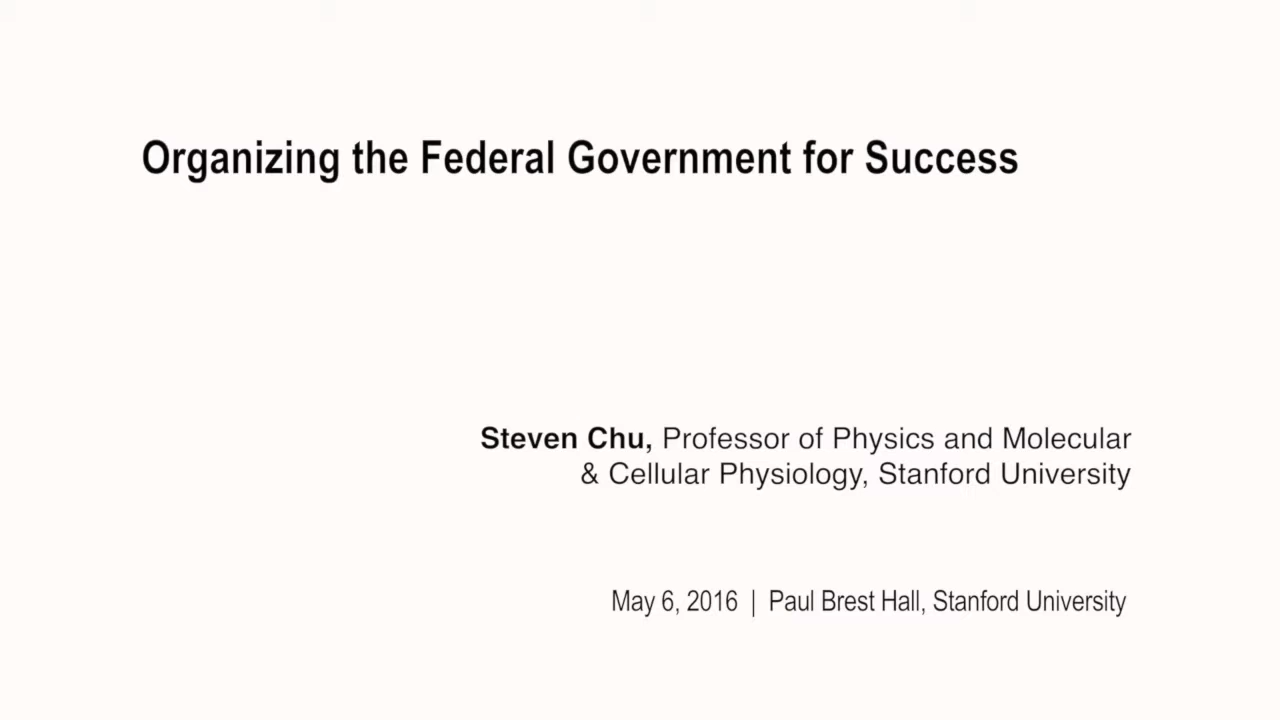 Organizing the Federal Government for Success
Steven Chu, Professor of Physics and Molecular
& Cellular Physiology, Stanford University
May 6, 2016 | Paul Brest Hall, Stanford University